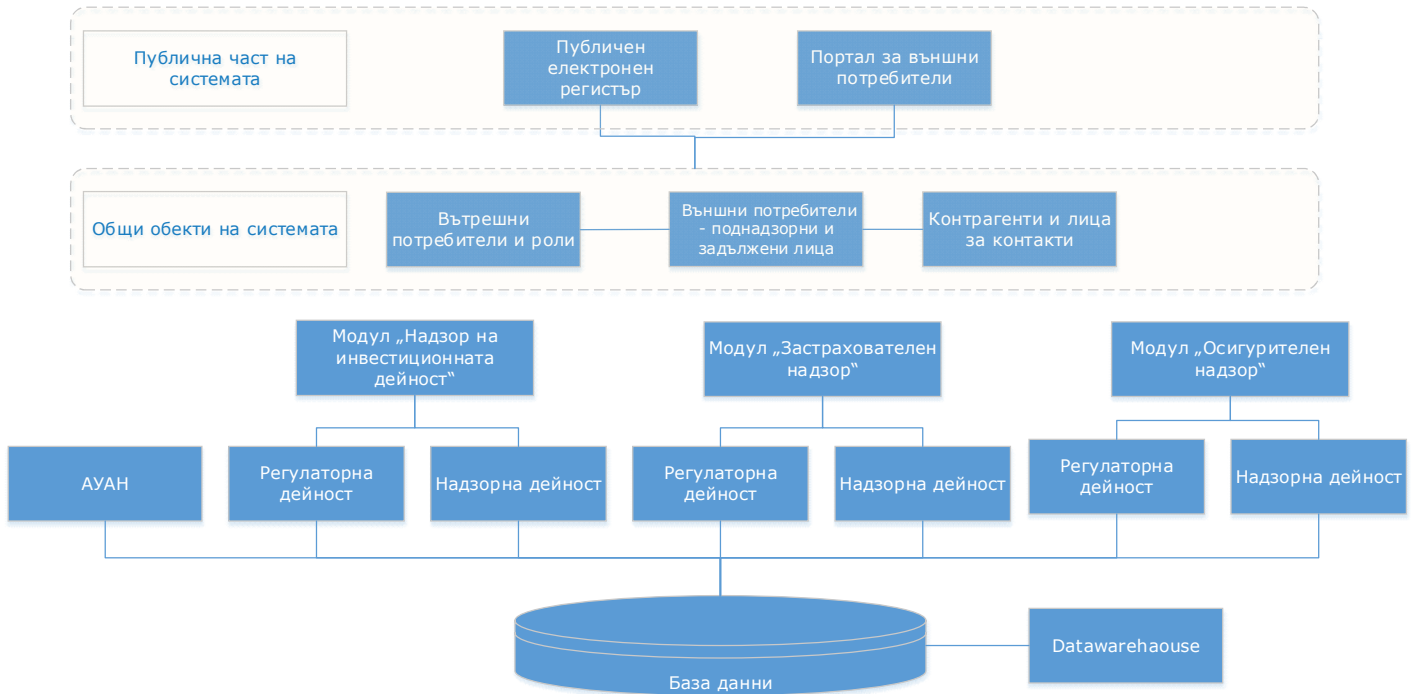 Публична част на
системата
Публичен
електронен
регистър
Портал за външни
потребители
Общи обекти на системата
Вътрешни
потребители и роли
Външни потребители
- поднадзорни и
задължени лица
Контрагенти и лица
за контакти
Модул „Надзор на
инвестиционната
дейност“
Модул „Застрахователен
надзор“
Модул „Осигурителен
надзор“
АУАН
Регулаторна
дейност
Надзорна дейност
Регулаторна
дейност
Надзорна дейност
Регулаторна
дейност
Надзорна дейност
База данни
Datawarehaouse